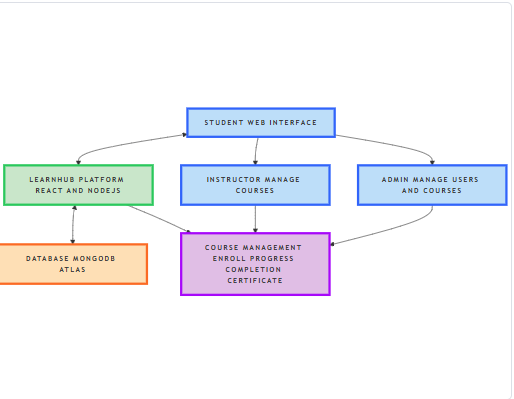 STUDENT WEB INTERFACE
LEARNHUB PLATFORM
REACT AND NODEJS
INSTRUCTOR MANAGE
COURSES
ADMIN MANAGE USERS
AND COURSES
DATABASE MONGODB
ATLAS
COURSE MANAGEMENT
ENROLL PROGRESS
COMPLETION
CERTIFICATE